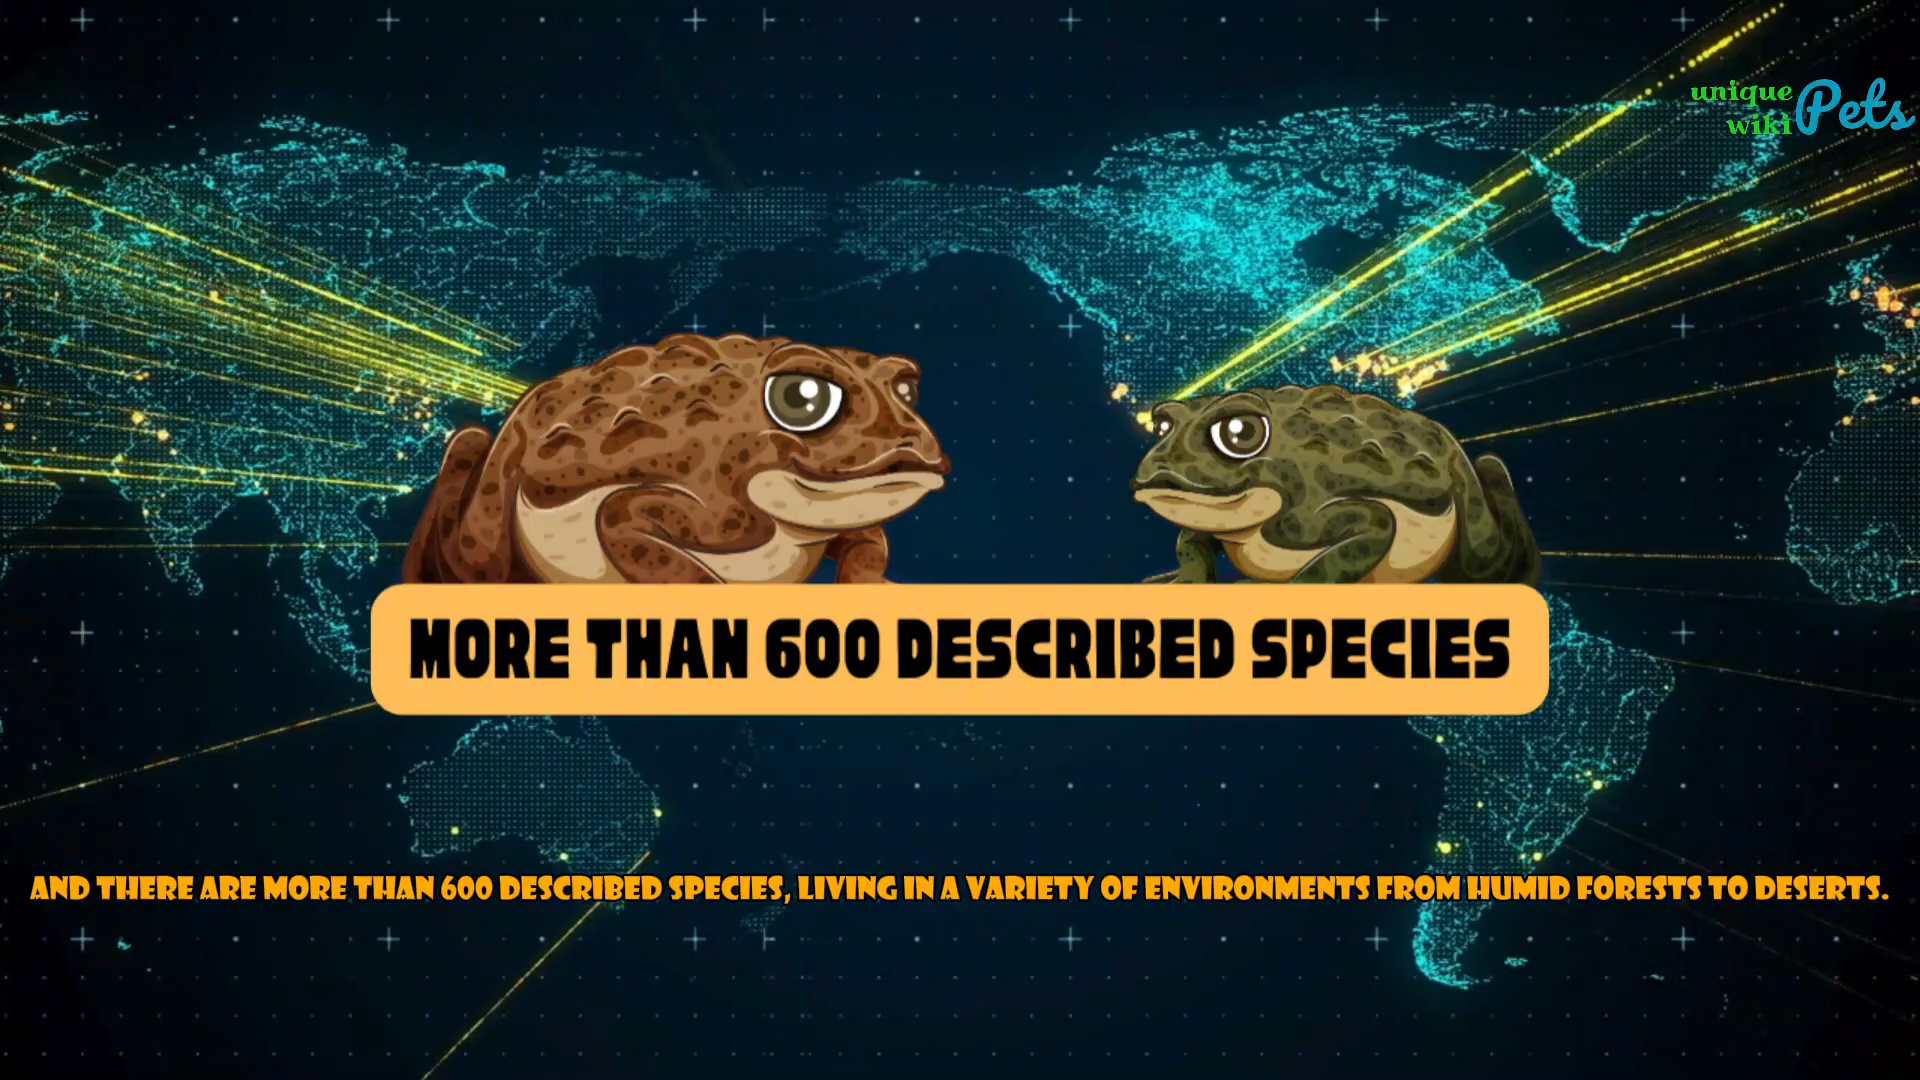 unique
wiki Pets
MORE THAN 600 DESCRIBED SPECIES
AND THERE ARE MORE THAN 600 DESCRIBED SPECIES, LIVING IN A VARIETY OF ENVIRONMENTS FROM HUMID FORESTS TO DESERTS.